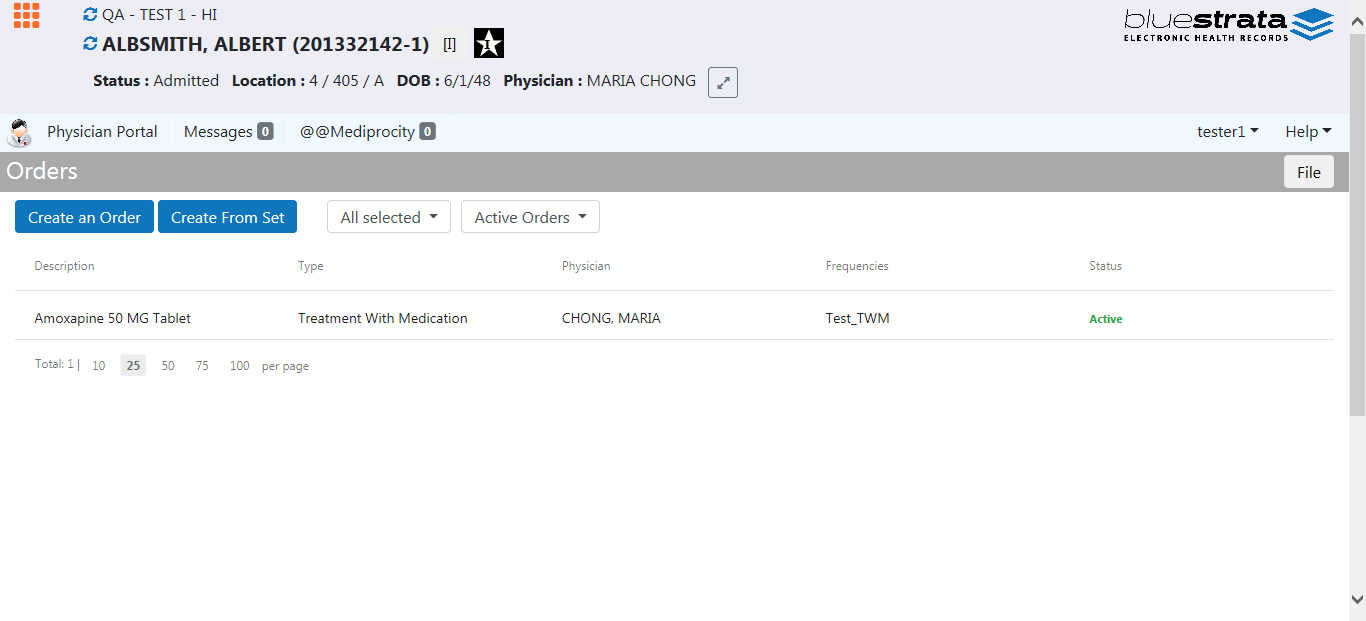 QA - TEST 1 - HI
ALBSMITH, ALBERT (201332142-1) [I] 1
bluestrata
ELECTRONIC HEALTH RECORDS
Status : Admitted Location : 4 / 405 / A DOB : 6/1/48 Physician : MARIA CHONG
Physician Portal Messages 0 @@Mediprocity 0 tester1 Help
Orders File
Create an Order Create From Set All selected Active Orders
Description Type Physician Frequencies Status
Amoxapine 50 MG Tablet Treatment With Medication CHONG, MARIA Test_TWM Active
Total: 1 | 10 25 50 75 100 per page